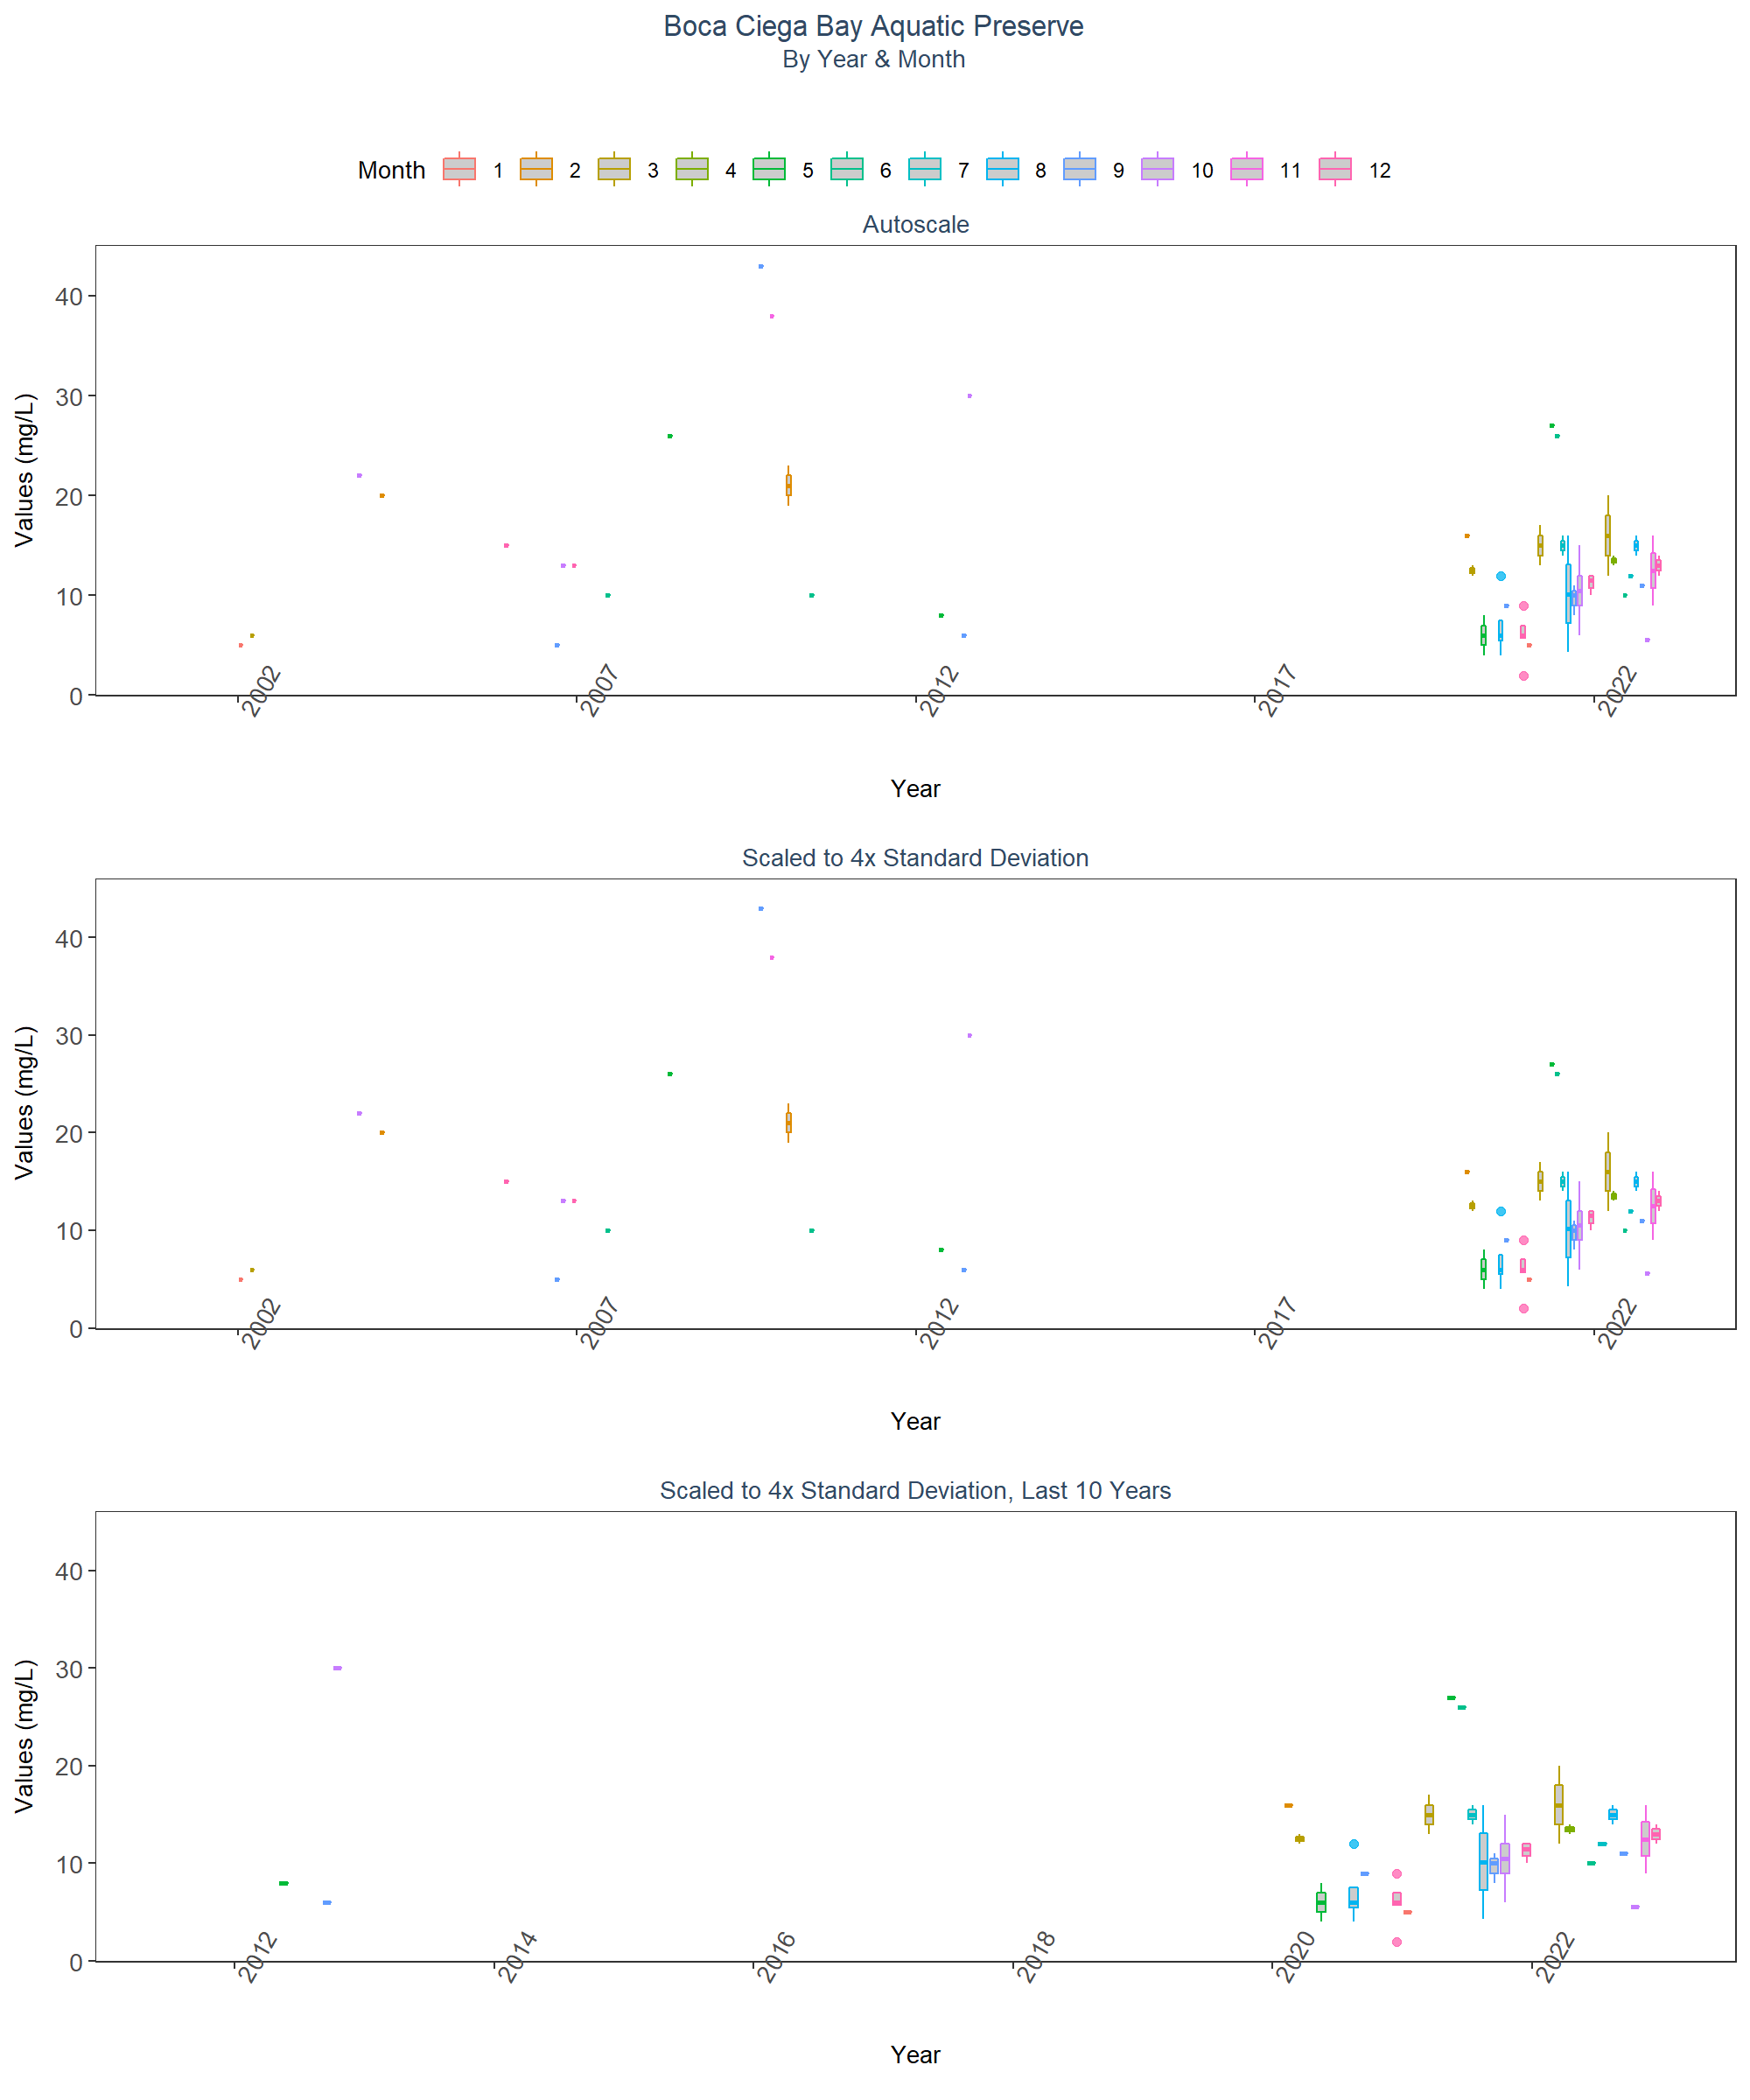 Boca Ciega Bay Aquatic Preserve
By Year & Month
Month 1 2 3 4 5 6 7 8 9 10 11 12
Autoscale
Values (mg/L)
40
30
20
10
0
2002 2007 2012 2017 2022
Year
Scaled to 4x Standard Deviation
Values (mg/L)
40
30
20
10
0
2002 2007 2012 2017 2022
Year
Scaled to 4x Standard Deviation, Last 10 Years
Values (mg/L)
40
30
20
10
0
2012 2014 2016 2018 2020 2022
Year